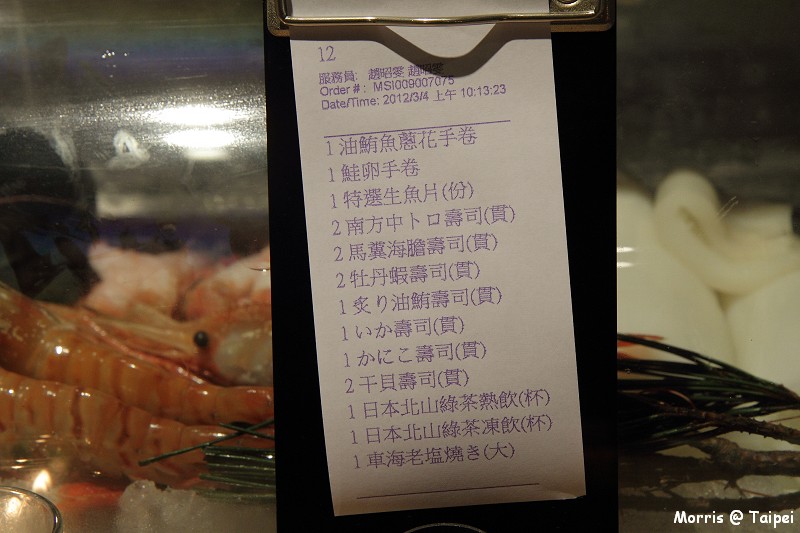 12
服務員: 趙昭雯 趙昭雯
Order # : MSI009007075
Date/Time: 2012/3/4 上午 10:13:23
1 油鮪魚蔥花手卷
1 鮭卵手卷
1 特選生魚片(份)
2 南方中トロ壽司(貫)
2 馬糞海膽壽司(貫)
2 牡丹蝦壽司(貫)
1 炙り油鮪壽司(貫)
1 いか壽司(貫)
1 かにこ壽司(貫)
2 干貝壽司(貫)
1 日本北山綠茶熱飲(杯)
1 日本北山綠茶凍飲(杯)
1 車海老塩燒き(大)
Morris @ Taipei